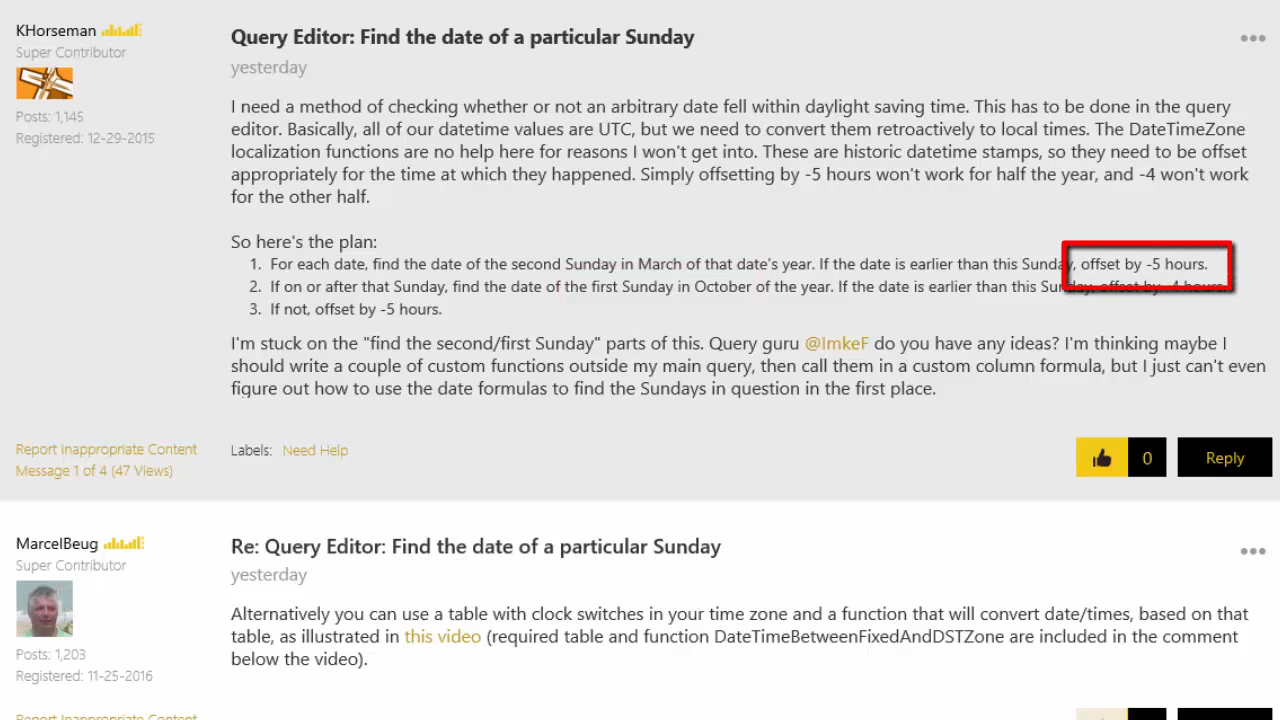 KHorseman
Super Contributor
Posts: 1,145
Registered: 12-29-2015
Query Editor: Find the date of a particular Sunday
yesterday
I need a method of checking whether or not an arbitrary date fell within daylight saving time. This has to be done in the query
editor. Basically, all of our datetime values are UTC, but we need to convert them retroactively to local times. The DateTimeZone
localization functions are no help here for reasons I won't get into. These are historic datetime stamps, so they need to be offset
appropriately for the time at which they happened. Simply offsetting by -5 hours won't work for half the year, and -4 won't work
for the other half.
So here's the plan:
1. For each date, find the date of the second Sunday in March of that date's year. If the date is earlier than this Sunday, offset by -5 hours.
2. If on or after that Sunday, find the date of the first Sunday in October of the year. If the date is earlier than this Sunday, offset by -4 hours.
3. If not, offset by -5 hours.
I'm stuck on the "find the second/first Sunday" parts of this. Query guru @ImkeF do you have any ideas? I'm thinking maybe I
should write a couple of custom functions outside my main query, then call them in a custom column formula, but I just can't even
figure out how to use the date formulas to find the Sundays in question in the first place.
Report Inappropriate Content
Message 1 of 4 (47 Views)
Labels: Need Help
0
Reply
MarcelBeug
Super Contributor
Posts: 1,203
Registered: 11-25-2016
Re: Query Editor: Find the date of a particular Sunday
yesterday
Alternatively you can use a table with clock switches in your time zone and a function that will convert date/times, based on that
table, as illustrated in this video (required table and function DateTimeBetweenFixedAndDSTZone are included in the comment
below the video).
Report Inappropriate Content